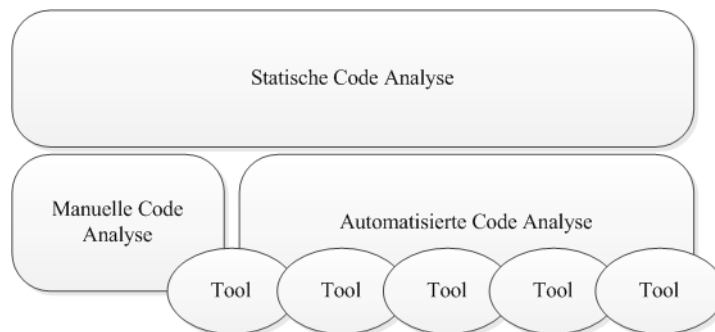 Statische Code Analyse
Manuelle Code
Analyse
Automatisierte Code Analyse
Tool
Tool
Tool
Tool
Tool